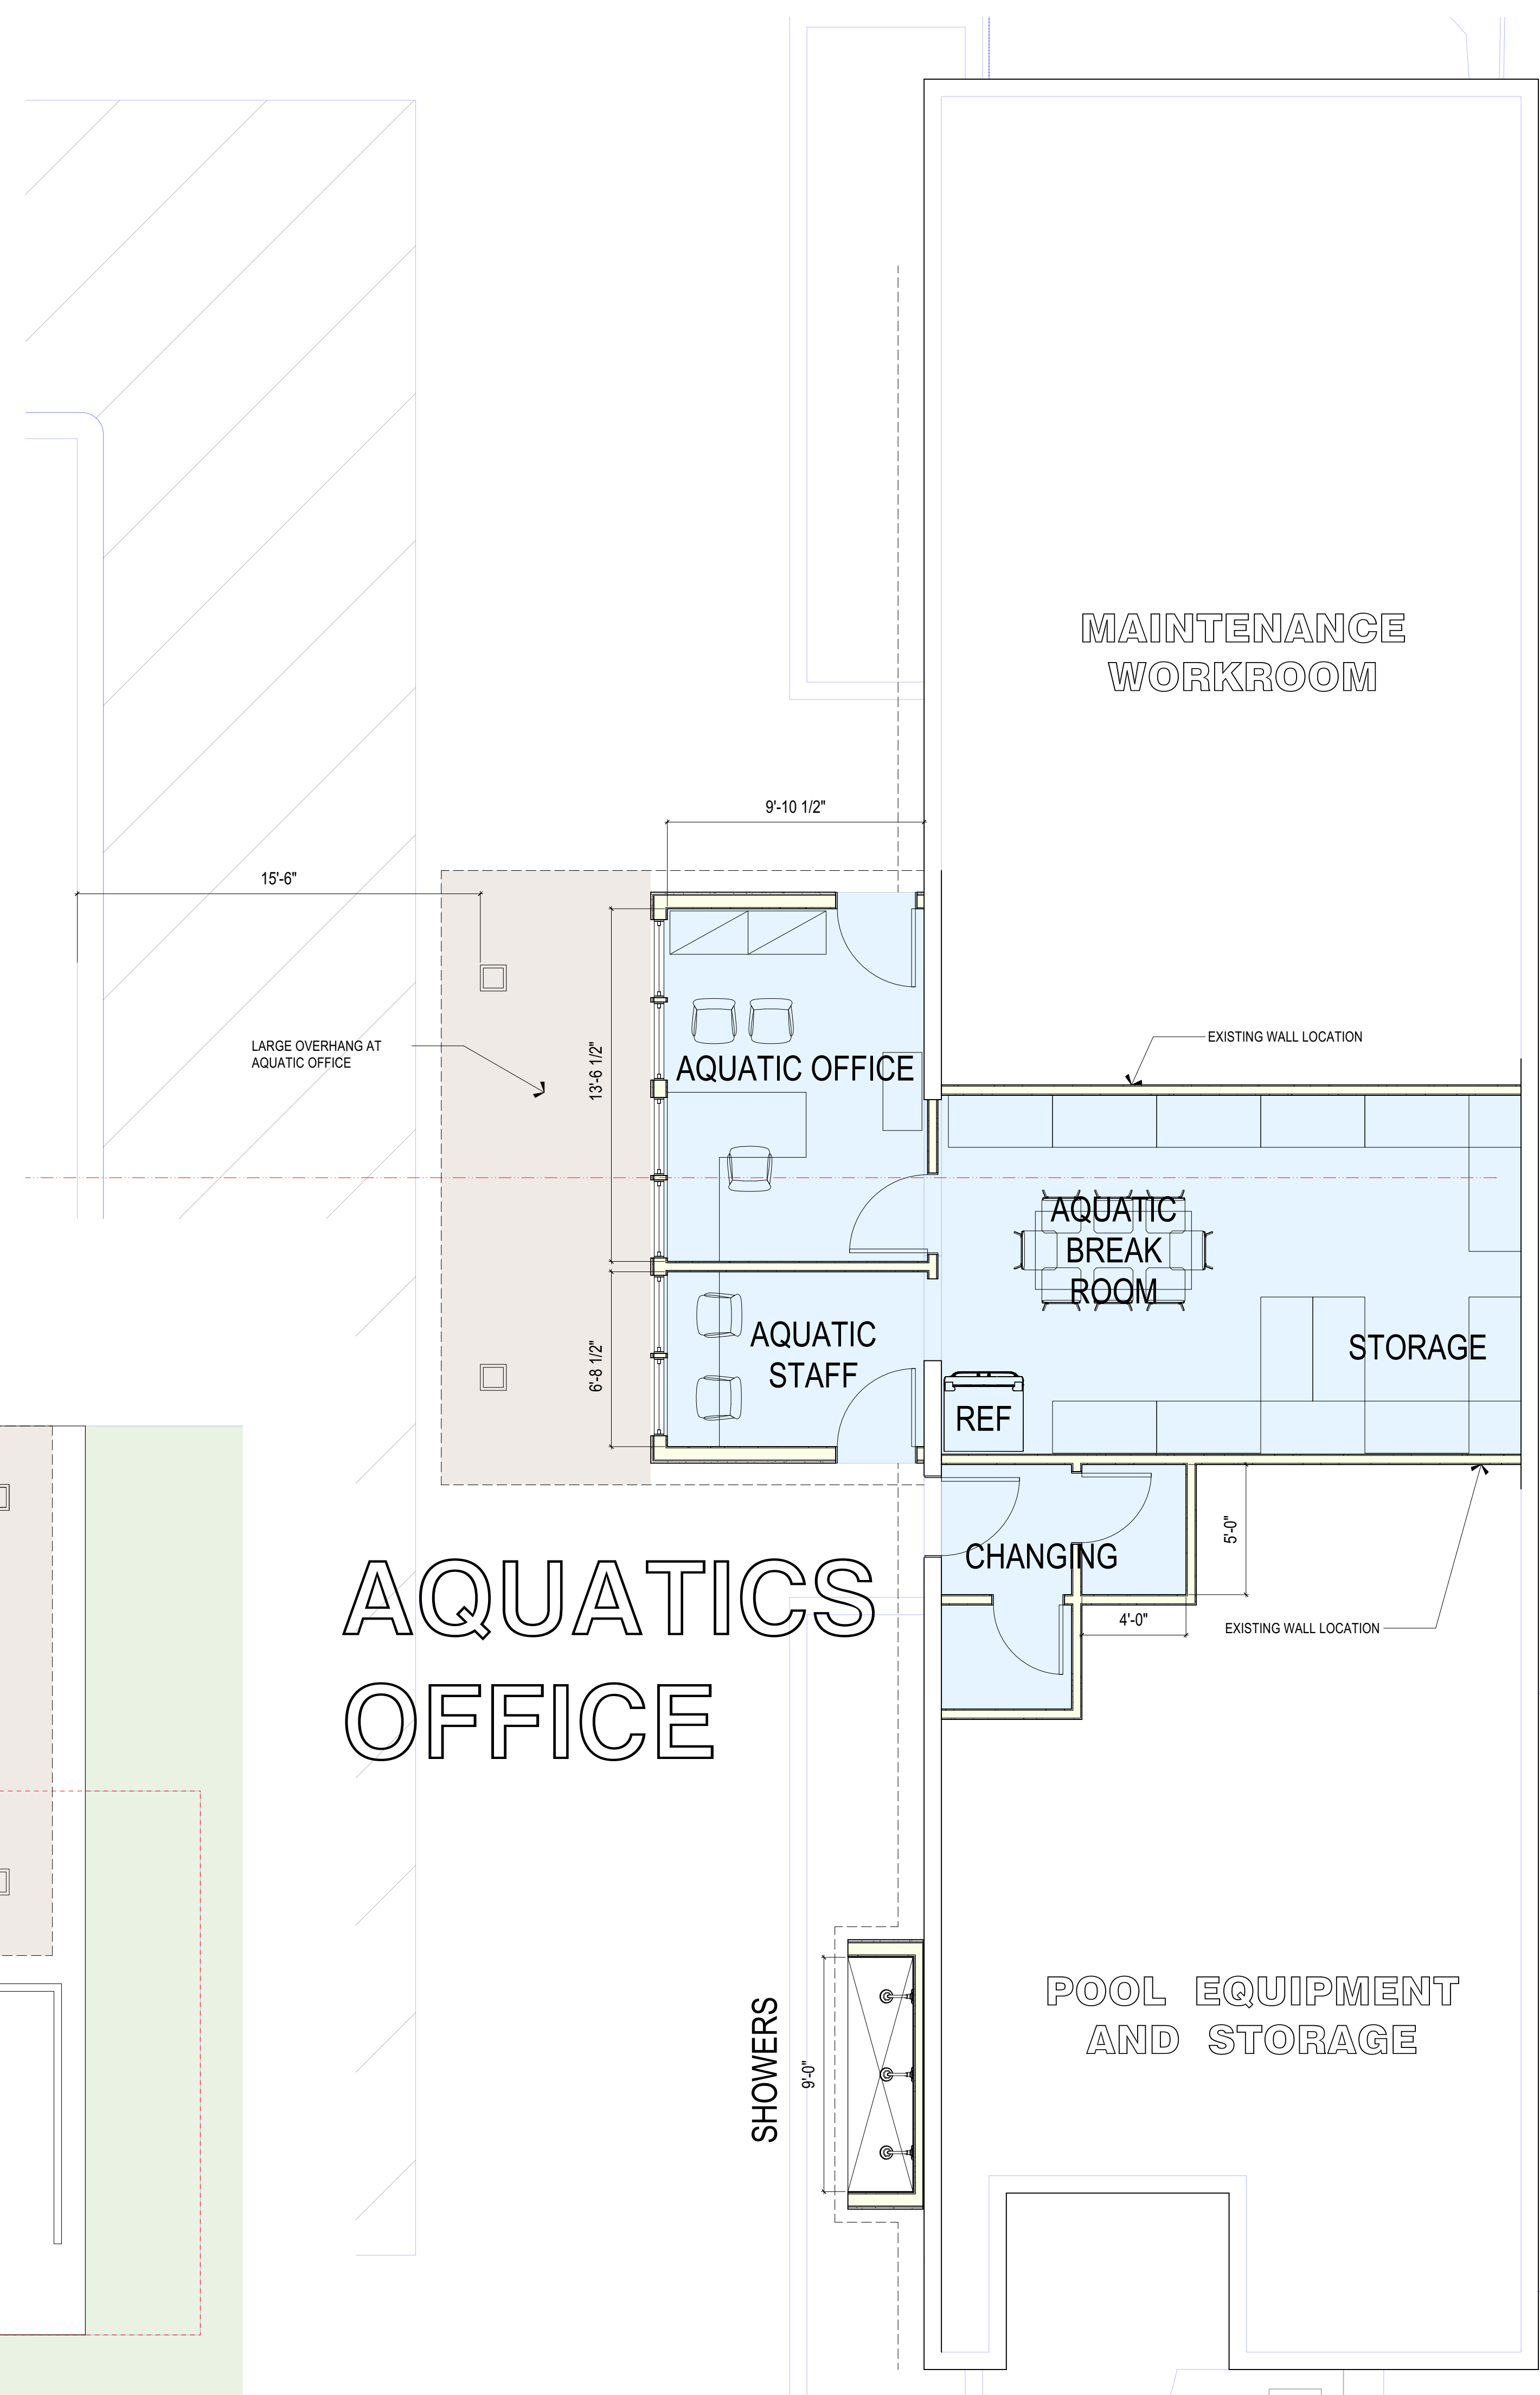 MAINTENANCE
WORKROOM
9'-10 1/2"
15'-6"
LARGE OVERHANG AT
AQUATIC OFFICE
13'-6 1/2"
AQUATIC OFFICE
EXISTING WALL LOCATION
AQUATIC
BREAK
ROOM
6'-8 1/2"
AQUATIC
STAFF
STORAGE
REF
CHANGING
5'-0"
4'-0"
EXISTING WALL LOCATION
AQUATICS
OFFICE
SHOWERS
9'-0"
POOL EQUIPMENT
AND STORAGE